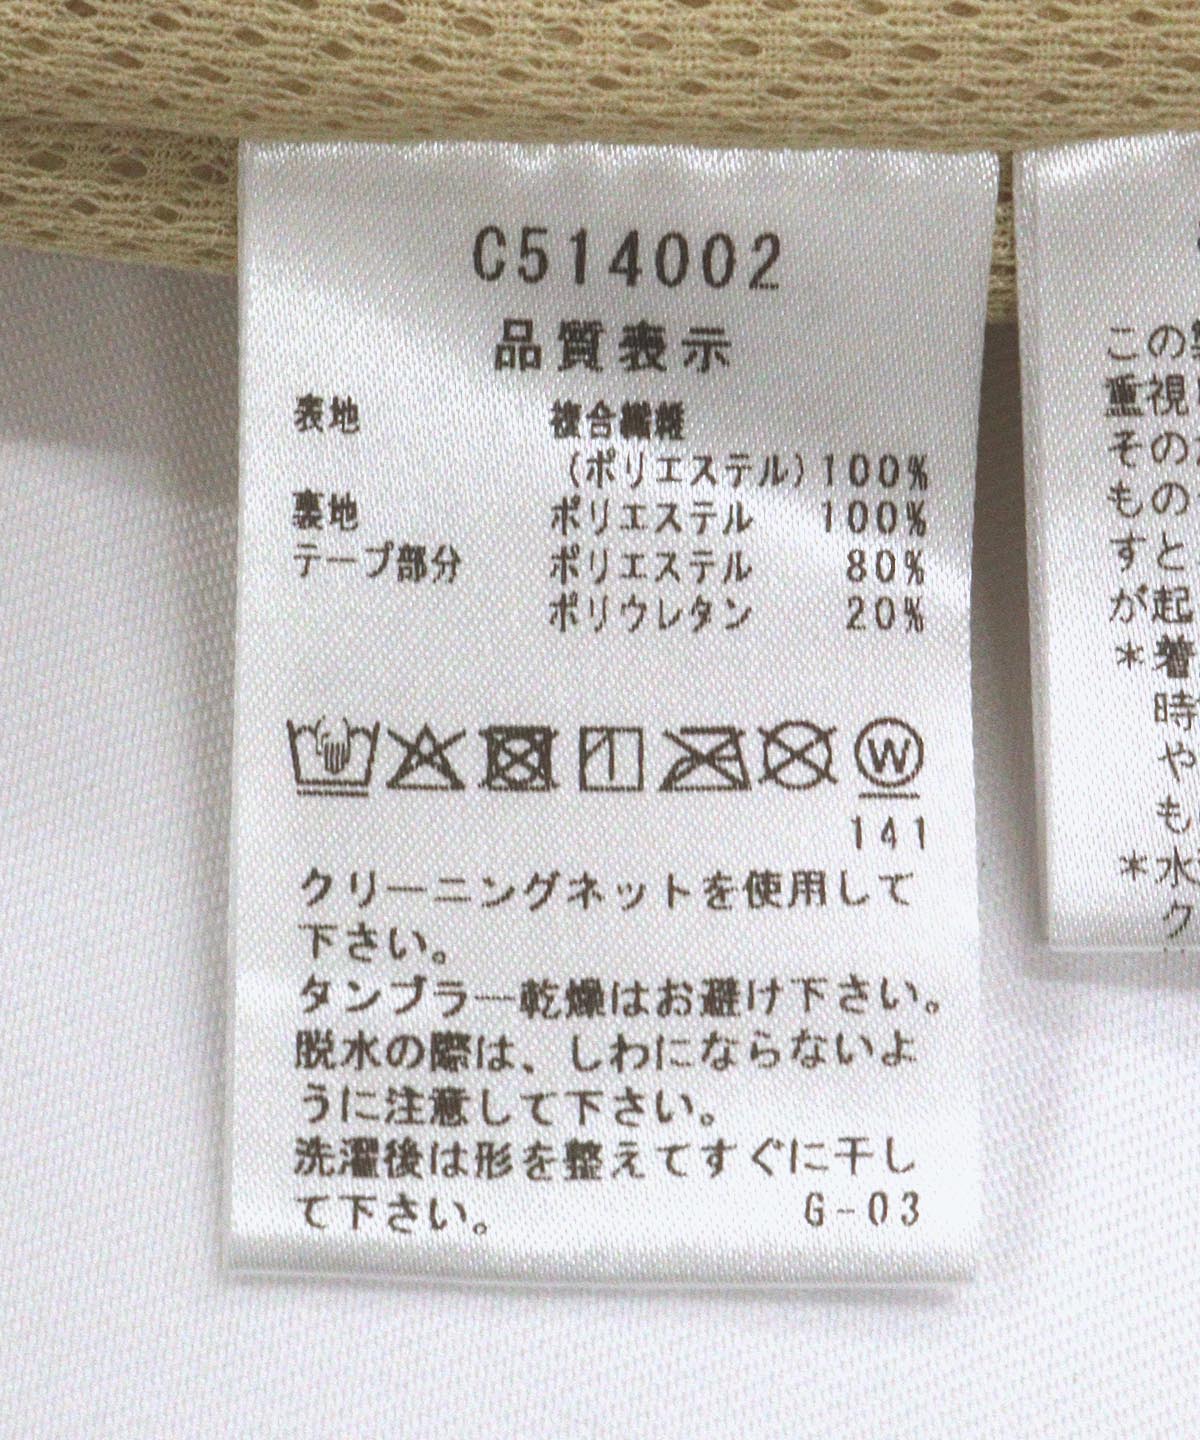 C514002
品質表示
表地 複合繊維
(ポリエステル)100%
裏地 ポリエステル 100%
テープ部分 ポリエステル 80%
ポリウレタン 20%
W
141
クリーニングネットを使用して
下さい。
タンブラー乾燥はお避け下さい。
脱水の際は、しわにならないよ
うに注意して下さい。
洗濯後は形を整えてすぐに干し
て下さい。 G-03
この
重視
その
もの
すと
が起
*着
時
や
も
*水
ク